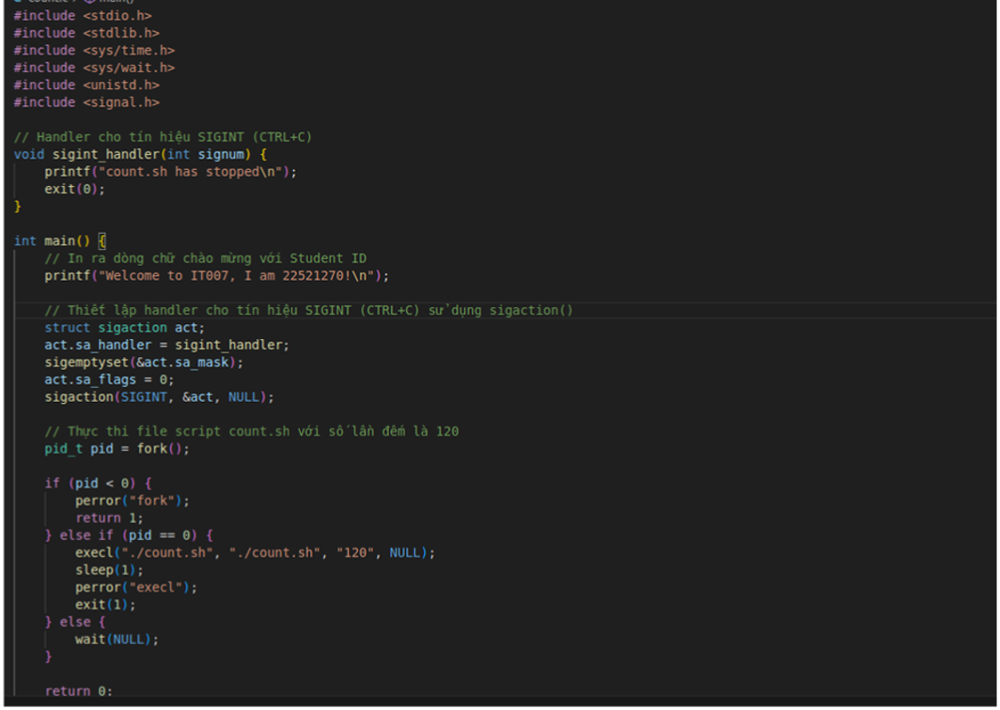 #include <stdio.h>
#include <stdlib.h>
#include <sys/time.h>
#include <sys/wait.h>
#include <unistd.h>
#include <signal.h>
// Handler cho tín hiệu SIGINT (CTRL+C)
void sigint_handler(int signum) {
printf("count.sh has stopped\n");
exit(0);
}
int main() {
// In ra dòng chữ chào mừng với Student ID
printf("Welcome to IT007, I am 22521270!\n");
// Thiết lập handler cho tín hiệu SIGINT (CTRL+C) sử dụng sigaction()
struct sigaction act;
act.sa_handler = sigint_handler;
sigemptyset(&act.sa_mask);
act.sa_flags = 0;
sigaction(SIGINT, &act, NULL);
// Thực thi file script count.sh với số lần đếm là 120
pid_t pid = fork();
if (pid < 0) {
perror("fork");
return 1;
} else if (pid == 0) {
execl("./count.sh", "./count.sh", "120", NULL);
sleep(1);
perror("execl");
exit(1);
} else {
wait(NULL);
}
return 0;